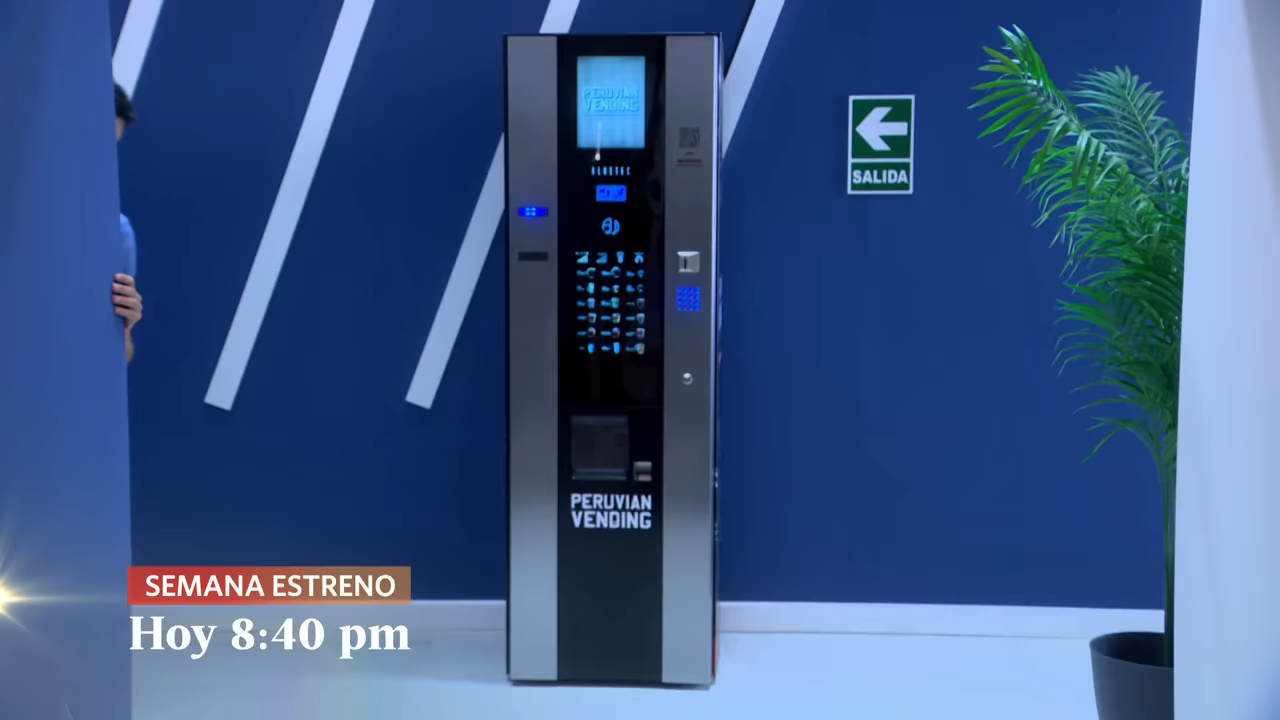 PERUVIAN
VENDING
SALIDA
PERUVIAN
VENDING
SEMANA ESTRENO
Hoy 8:40 pm